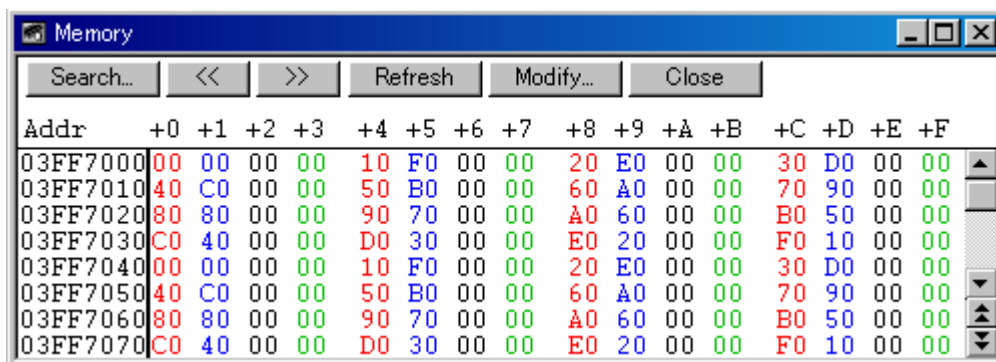 Memory
Search... << >> Refresh Modify... Close
Addr +0 +1 +2 +3 +4 +5 +6 +7 +8 +9 +A +B +C +D +E +F
03FF7000 00 00 00 00 10 F0 00 00 20 E0 00 00 30 D0 00 00
03FF7010 40 C0 00 00 50 B0 00 00 60 A0 00 00 70 90 00 00
03FF7020 80 80 00 00 90 70 00 00 A0 60 00 00 B0 50 00 00
03FF7030 C0 40 00 00 D0 30 00 00 E0 20 00 00 F0 10 00 00
03FF7040 00 00 00 00 10 F0 00 00 20 E0 00 00 30 D0 00 00
03FF7050 40 C0 00 00 50 B0 00 00 60 A0 00 00 70 90 00 00
03FF7060 80 80 00 00 90 70 00 00 A0 60 00 00 B0 50 00 00
03FF7070 C0 40 00 00 D0 30 00 00 E0 20 00 00 F0 10 00 00